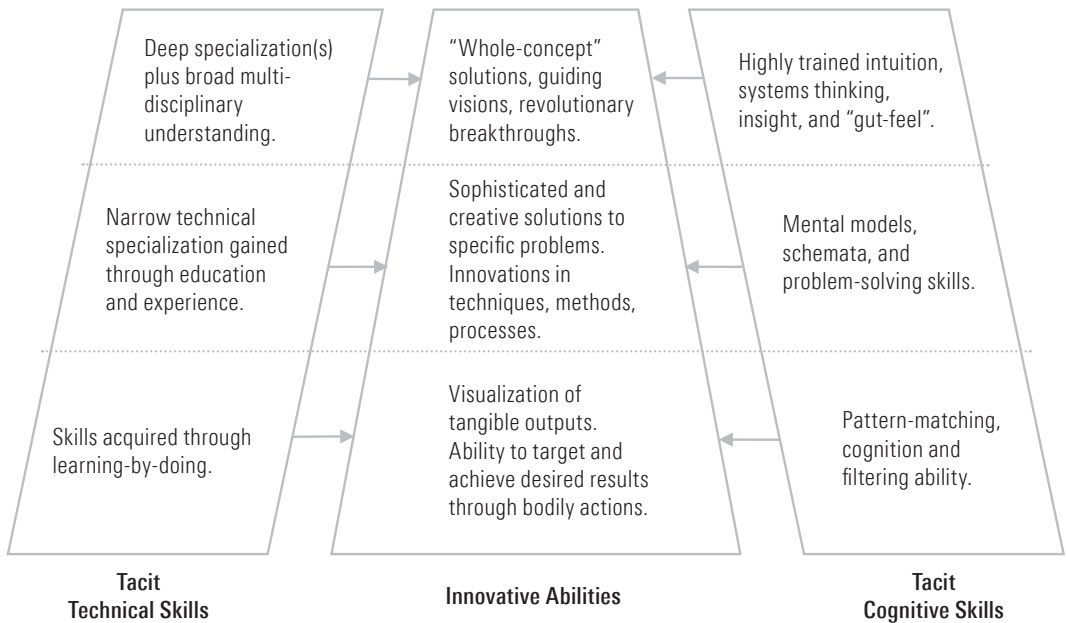 Deep specialization(s)
plus broad multi-
disciplinary
understanding.
“Whole-concept”
solutions, guiding
visions, revolutionary
breakthroughs.
Highly trained intuition,
systems thinking,
insight, and “gut-feel”.
Narrow technical
specialization gained
through education
and experience.
Sophisticated and
creative solutions to
specific problems.
Innovations in
techniques, methods,
processes.
Mental models,
schemata, and
problem-solving skills.
Skills acquired through
learning-by-doing.
Visualization of
tangible outputs.
Ability to target and
achieve desired results
through bodily actions.
Pattern-matching,
cognition and
filtering ability.
Tacit
Technical Skills
Innovative Abilities
Tacit
Cognitive Skills